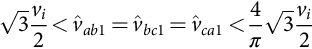 √3 v_i/2 < v̂_ab1 = v̂_bc1 = v̂_ca1 < 4/π √3 v_i/2